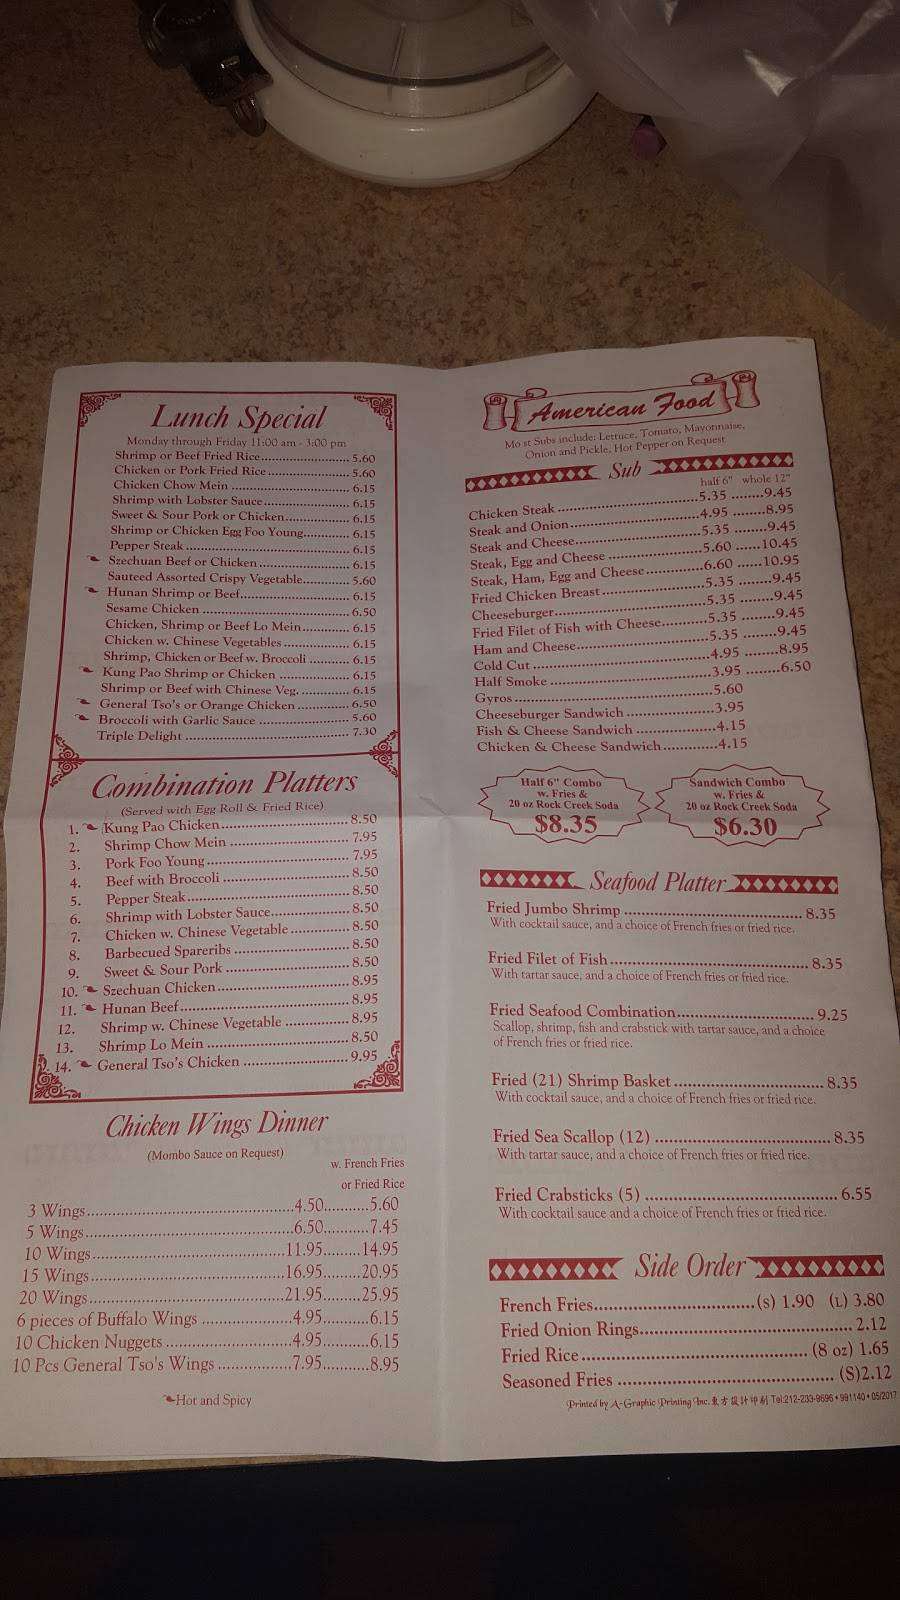 Lunch Special
Monday through Friday 11:00 am - 3:00 pm
Shrimp or Beef Fried Rice 5.60
Chicken or Pork Fried Rice 5.60
Chicken Chow Mein 6.15
Shrimp with Lobster Sauce 6.15
Sweet & Sour Pork or Chicken 6.15
Shrimp or Chicken Egg Foo Young 6.15
Pepper Steak 6.15
Szechuan Beef or Chicken 6.15
Sauteed Assorted Crispy Vegetable 5.60
Hunan Shrimp or Beef 6.15
Sesame Chicken 6.50
Chicken, Shrimp or Beef Lo Mein 6.15
Chicken w. Chinese Vegetables 6.15
Shrimp, Chicken or Beef w. Broccoli 6.15
Kung Pao Shrimp or Chicken 6.15
Shrimp or Beef with Chinese Veg. 6.15
General Tso's or Orange Chicken 6.50
Broccoli with Garlic Sauce 5.60
Triple Delight 7.30
Combination Platters
(Served with Egg Roll & Fried Rice)
1. Kung Pao Chicken 8.50
2. Shrimp Chow Mein 7.95
3. Pork Foo Young 7.95
4. Beef with Broccoli 8.50
5. Pepper Steak 8.50
6. Shrimp with Lobster Sauce 8.50
7. Chicken w. Chinese Vegetable 8.50
8. Barbecued Spareribs 8.50
9. Sweet & Sour Pork 8.50
10. Szechuan Chicken 8.95
11. Hunan Beef 8.95
12. Shrimp w. Chinese Vegetable 8.95
13. Shrimp Lo Mein 8.50
14. General Tso's Chicken 9.95
Chicken Wings Dinner
(Mombo Sauce on Request)
w. French Fries
or Fried Rice
3 Wings 4.50 5.60
5 Wings 6.50 7.45
10 Wings 11.95 14.95
15 Wings 16.95 20.95
20 Wings 21.95 25.95
6 pieces of Buffalo Wings 4.95 6.15
10 Chicken Nuggets 4.95 6.15
10 Pcs General Tso's Wings 7.95 8.95
Hot and Spicy
American Food
Mo st Subs include: Lettuce, Tomato, Mayonnaise,
Onion and Pickle, Hot Pepper on Request
Sub
half 6" whole 12"
Chicken Steak 5.35 9.45
Steak and Onion 4.95 8.95
Steak and Cheese 5.35 9.45
Steak, Egg and Cheese 5.60 10.45
Steak, Ham, Egg and Cheese 6.60 10.95
Fried Chicken Breast 5.35 9.45
Cheeseburger 5.35 9.45
Fried Filet of Fish with Cheese 5.35 9.45
Ham and Cheese 5.35 9.45
Cold Cut 4.95 8.95
Half Smoke 3.95 6.50
Gyros 5.60
Cheeseburger Sandwich 3.95
Fish & Cheese Sandwich 4.15
Chicken & Cheese Sandwich 4.15
Half 6" Combo
w. Fries &
20 oz Rock Creek Soda
$8.35
Sandwich Combo
w. Fries &
20 oz Rock Creek Soda
$6.30
Seafood Platter
Fried Jumbo Shrimp 8.35
With cocktail sauce, and a choice of French fries or fried rice.
Fried Filet of Fish 8.35
With tartar sauce, and a choice of French fries or fried rice.
Fried Seafood Combination 9.25
Scallop, shrimp, fish and crabstick with tartar sauce, and a choice
of French fries or fried rice.
Fried (21) Shrimp Basket 8.35
With cocktail sauce, and a choice of French fries or fried rice.
Fried Sea Scallop (12) 8.35
With tartar sauce, and a choice of French fries or fried rice.
Fried Crabsticks (5) 6.55
With cocktail sauce and a choice of French fries or fried rice.
Side Order
French Fries (s) 1.90 (L) 3.80
Fried Onion Rings 2.12
Fried Rice (8 oz) 1.65
Seasoned Fries (S)2.12
Printed by A-Graphic Printing Inc. 東方設計印刷 Tel:212-233-9696 • 991140 • 05/2017